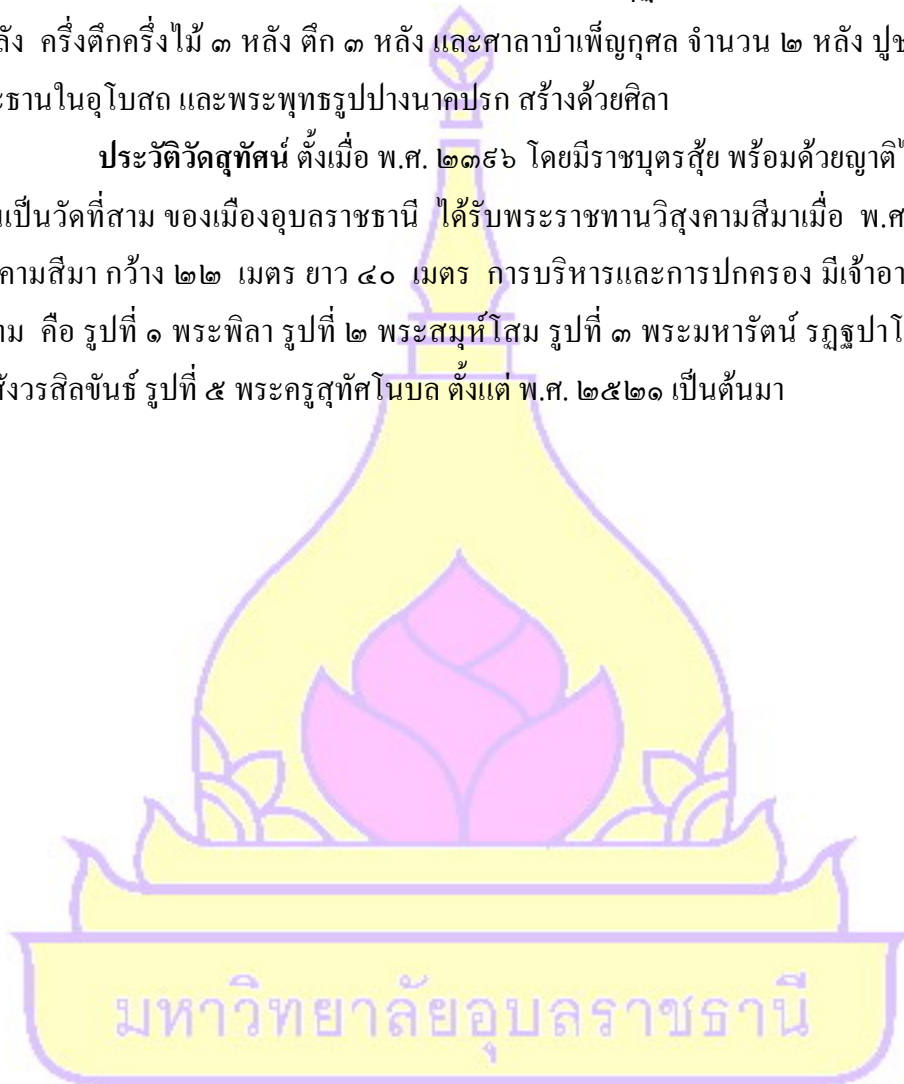 ครึ่งตึกครึ่งไม้ ๓ หลัง ตึก ๓ หลัง และศาลาบำเพ็ญกุศล จำนวน ๒ หลัง
ในอุโบสถ และพระพุทธรูปปางนาคปรก สร้างด้วยศิลา
ประวัติวัดสุทัศน์ ตั้งเมื่อ พ.ศ. ๒๓๙๖ โดยมีราชบุตรสุ้ย พร้อมด้วยญาติ
เป็นวัดที่สาม ของเมืองอุบลราชธานี ได้รับพระราชทานวิสุงคามสีมาเมื่อ พ.ศ
คามสีมา กว้าง ๒๒ เมตร ยาว ๔๐ เมตร การบริหารและการปกครอง มีเจ้าอา
คือ รูปที่ ๑ พระพิลา รูปที่ ๒ พระสมุห์โสม รูปที่ ๓ พระมหารัตน์ รฏฐปาโ
สังวรสิลขันธ์ รูปที่ ๕ พระครูสุทัศโนบล ตั้งแต่ พ.ศ. ๒๕๒๑ เป็นต้นมา
มหาวิทยาลัยอุบลราชธานี